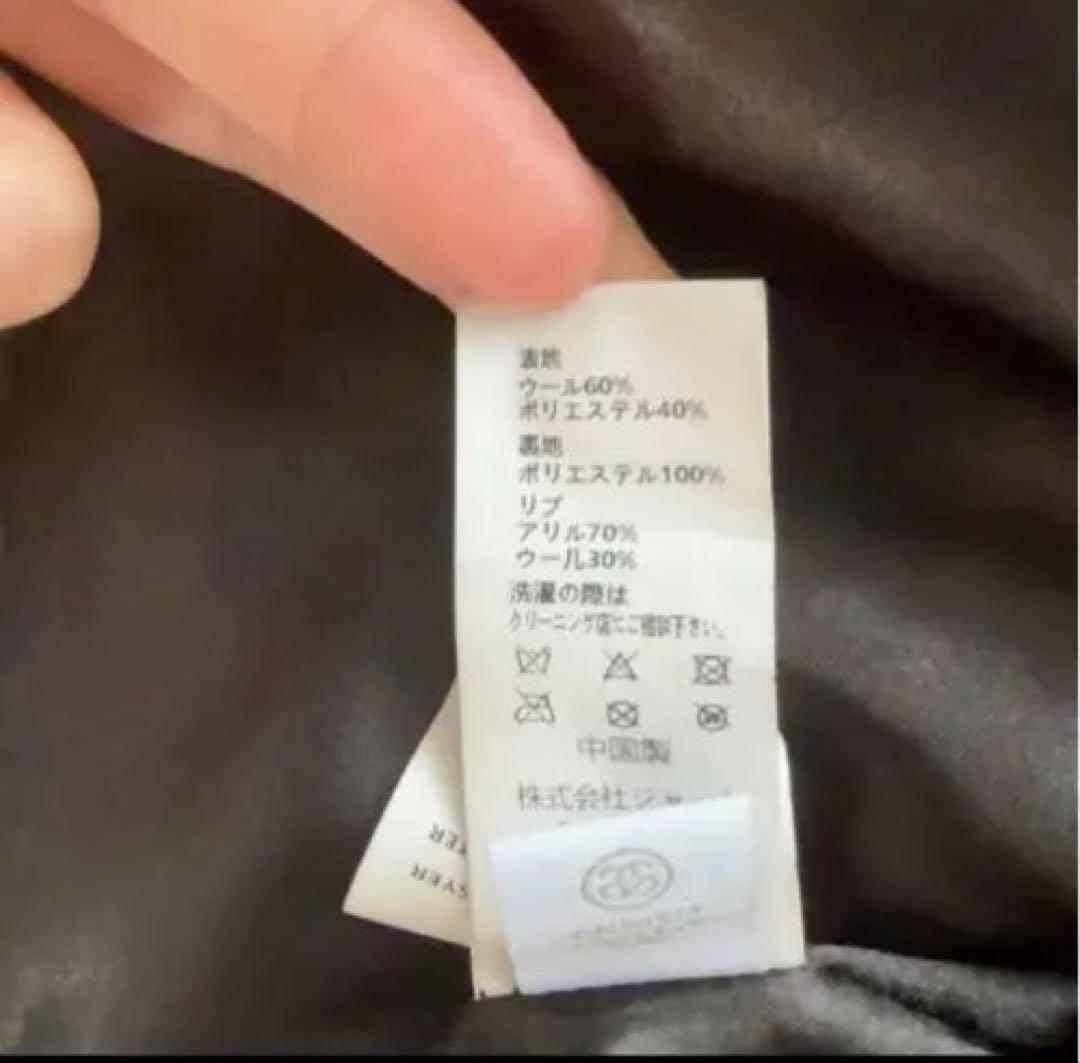 表地
ウール60%
ポリエステル40%
裏地
ポリエステル100%
リブ
アリル70%
ウール30%
洗濯の際は
クリーニング店にご相談下さい。
中国製
株式会社ジャ